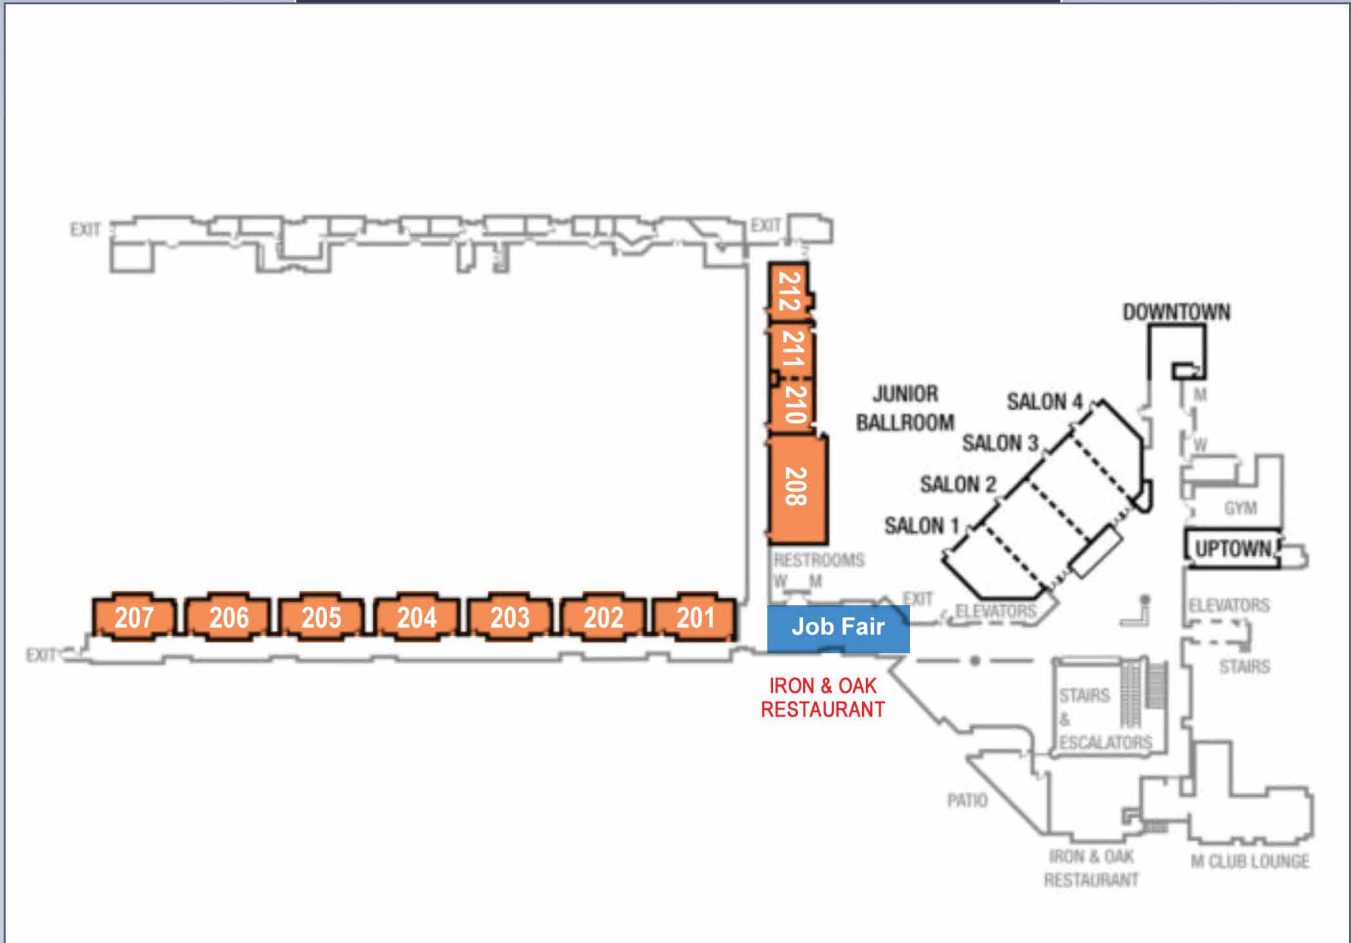 EXIT
EXIT
212
211
210
208
DOWNTOWN
JUNIOR
BALLROOM
SALON 4
SALON 3
SALON 2
SALON 1
M
W
GYM
UPTOWN
RESTROOMS
W M
207
206
205
204
203
202
201
EXIT
Job Fair
EXIT
ELEVATORS
ELEVATORS
STAIRS
IRON & OAK
RESTAURANT
STAIRS
&
ESCALATORS
PATIO
IRON & OAK
RESTAURANT
M CLUB LOUNGE